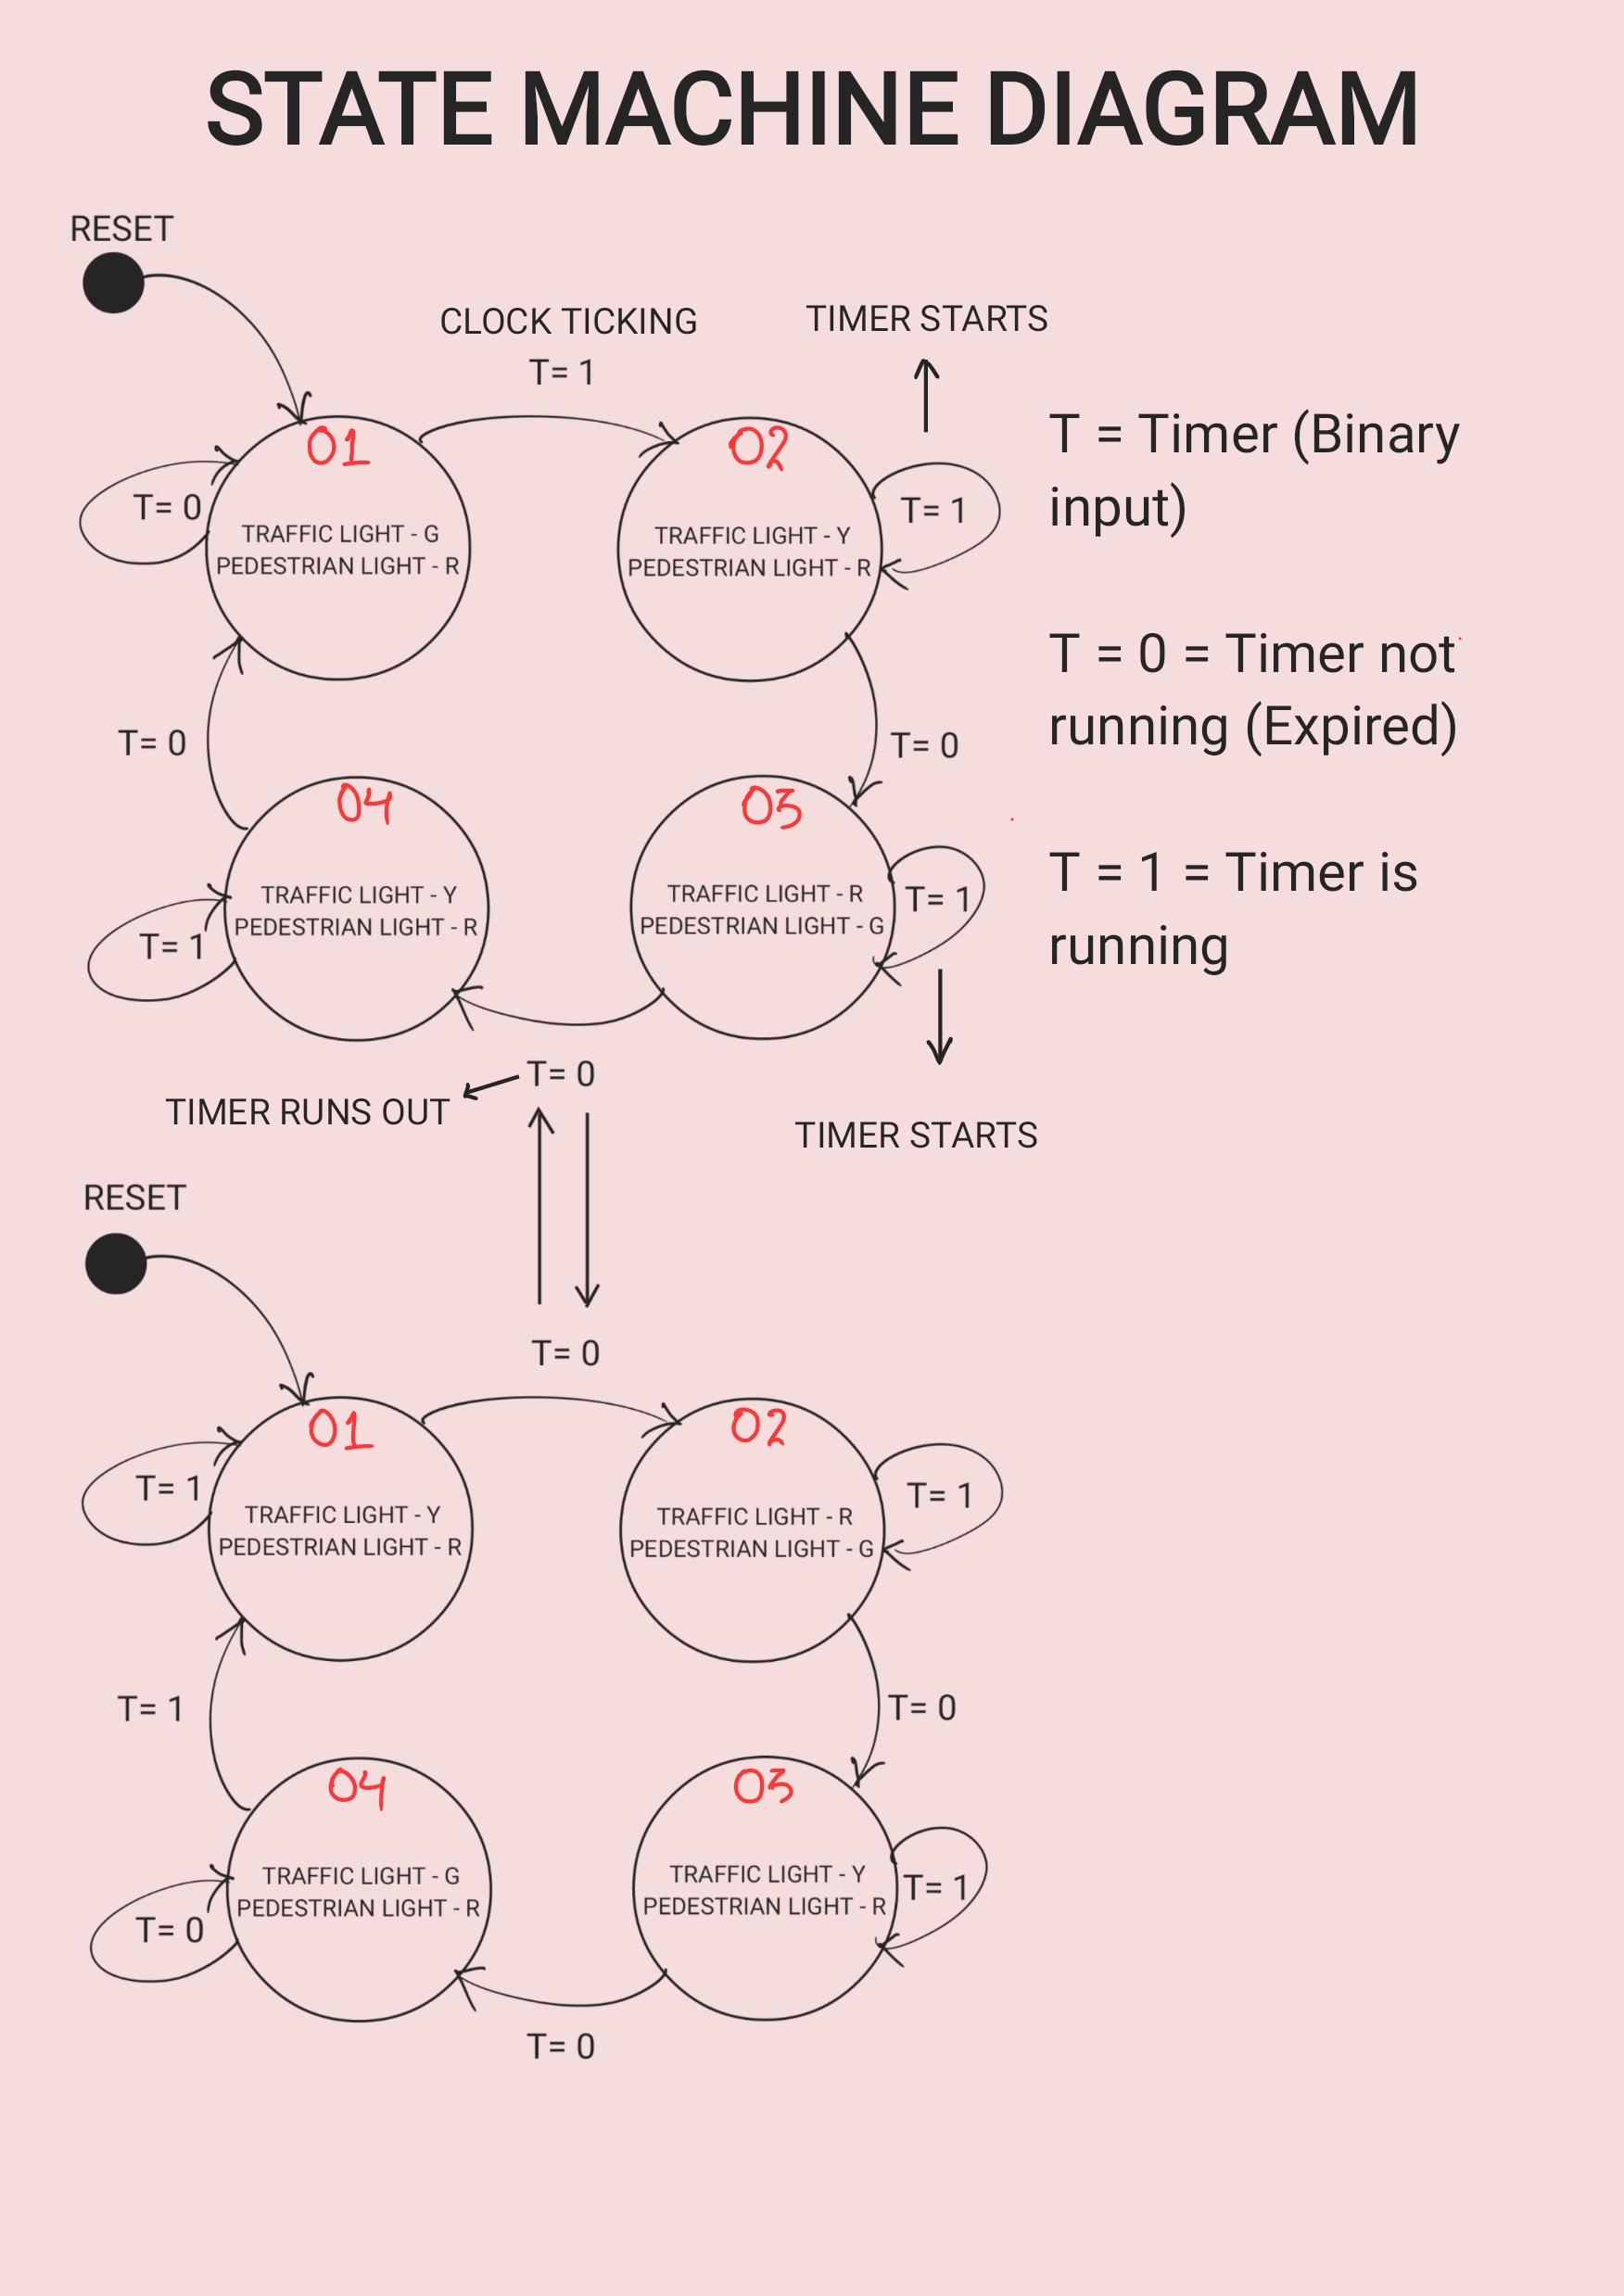 STATE MACHINE DIAGRAM
RESET
CLOCK TICKING
T= 1
TIMER STARTS
01
TRAFFIC LIGHT - G
PEDESTRIAN LIGHT - R
T= 0
02
TRAFFIC LIGHT - Y
PEDESTRIAN LIGHT - R
T= 1
T = Timer (Binary
input)
T = 0 = Timer not
running (Expired)
T = 1 = Timer is
running
T= 0
T= 0
04
TRAFFIC LIGHT - Y
PEDESTRIAN LIGHT - R
T= 1
03
TRAFFIC LIGHT - R
PEDESTRIAN LIGHT - G
T= 1
T= 0
TIMER RUNS OUT
TIMER STARTS
RESET
T= 0
01
TRAFFIC LIGHT - Y
PEDESTRIAN LIGHT - R
T= 1
02
TRAFFIC LIGHT - R
PEDESTRIAN LIGHT - G
T= 1
T= 1
T= 0
04
TRAFFIC LIGHT - G
PEDESTRIAN LIGHT - R
T= 0
03
TRAFFIC LIGHT - Y
PEDESTRIAN LIGHT - R
T= 1
T= 0